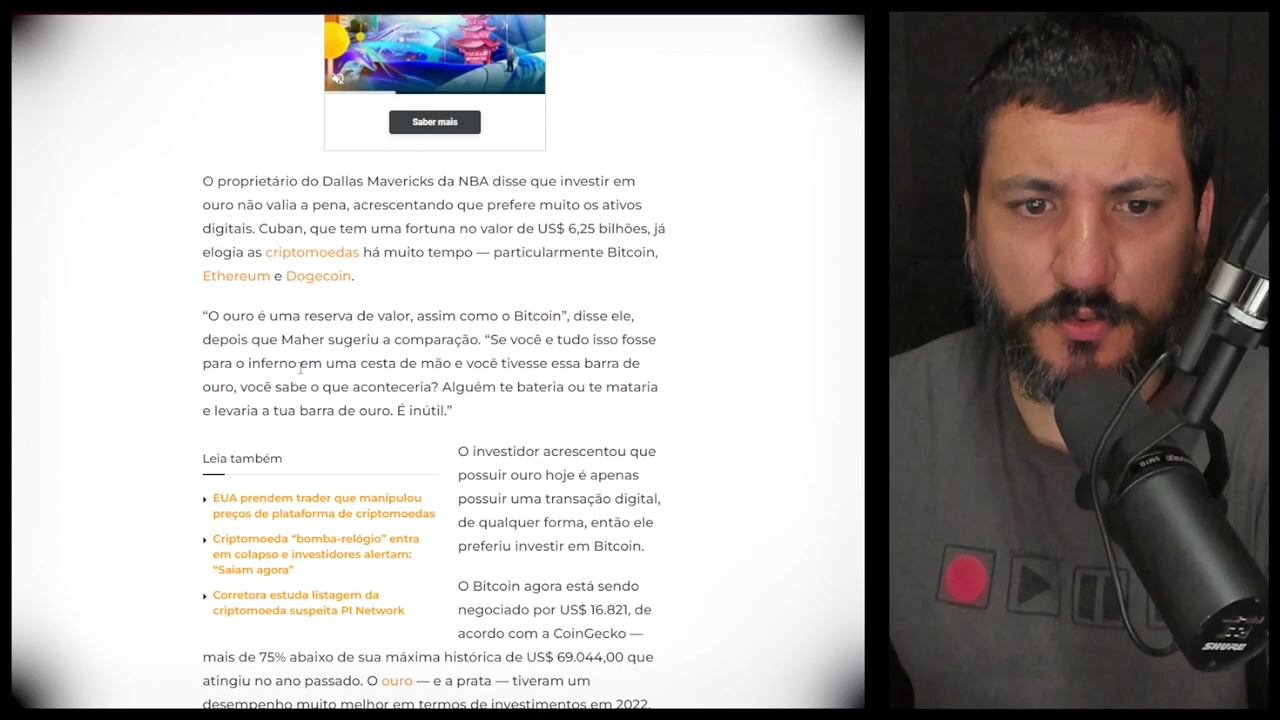 Saber mais
O proprietário do Dallas Mavericks da NBA disse que investir em
ouro não valia a pena, acrescentando que prefere muito os ativos
digitais. Cuban, que tem uma fortuna no valor de US$ 6,25 bilhões, já
elogia as criptomoedas há muito tempo — particularmente Bitcoin,
Ethereum e Dogecoin.
“O ouro é uma reserva de valor, assim como o Bitcoin”, disse ele,
depois que Maher sugeriu a comparação. “Se você e tudo isso fosse
para o inferno em uma cesta de mão e você tivesse essa barra de
ouro, você sabe o que aconteceria? Alguém te bateria ou te mataria
e levaria a tua barra de ouro. É inútil.”
Leia também
EUA prendem trader que manipulou
preços de plataforma de criptomoedas
Criptomoeda “bomba-relógio” entra
em colapso e investidores alertam:
“Saiam agora”
Corretora estuda listagem da
criptomoeda suspeita PI Network
O investidor acrescentou que
possuir ouro hoje é apenas
possuir uma transação digital,
de qualquer forma, então ele
preferiu investir em Bitcoin.
O Bitcoin agora está sendo
negociado por US$ 16.821, de
acordo com a CoinGecko —
mais de 75% abaixo de sua máxima histórica de US$ 69.044,00 que
atingiu no ano passado. O ouro — e a prata — tiveram um
desempenho muito melhor em termos de investimentos em 2022.
SM7B
SHURE